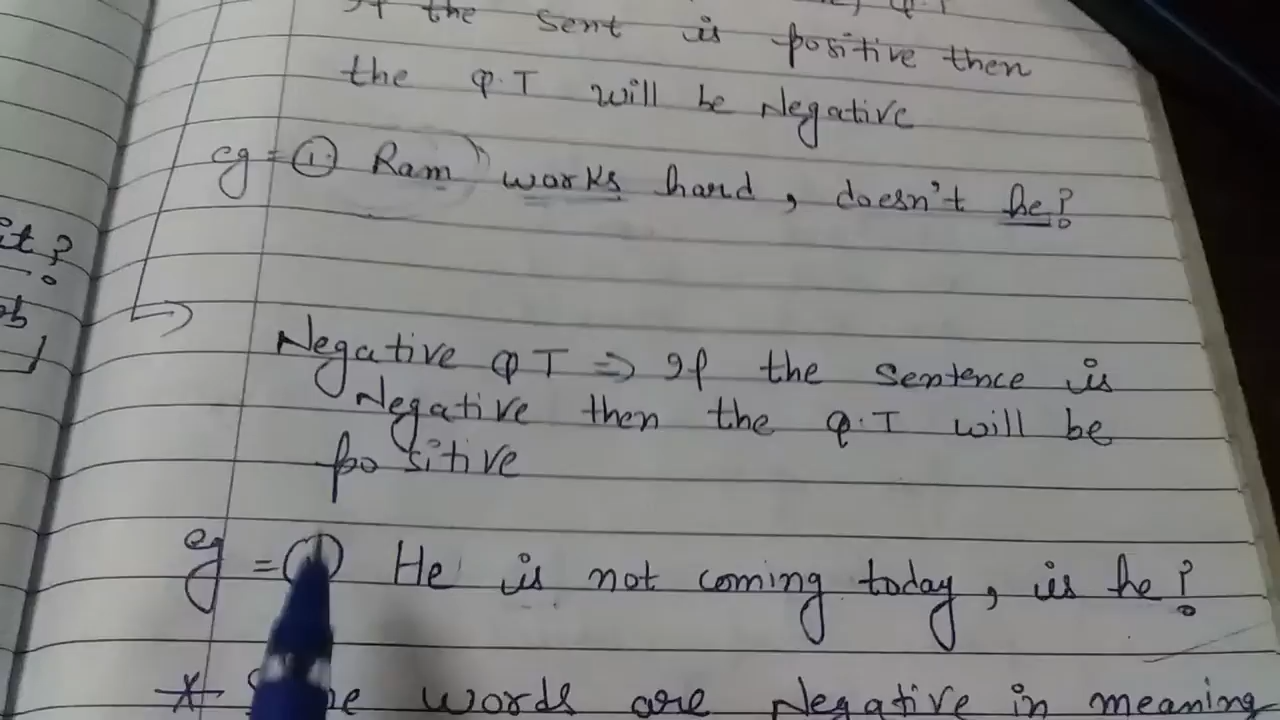 If the sent is positive then
the Q.T will be Negative
eg = ① Ram works hard, doesn't he?
it?
Negative QT ⇒ If the sentence is
Negative then the Q.T will be
positive
eg = He is not coming today, is he?
* words are Negative in meaning